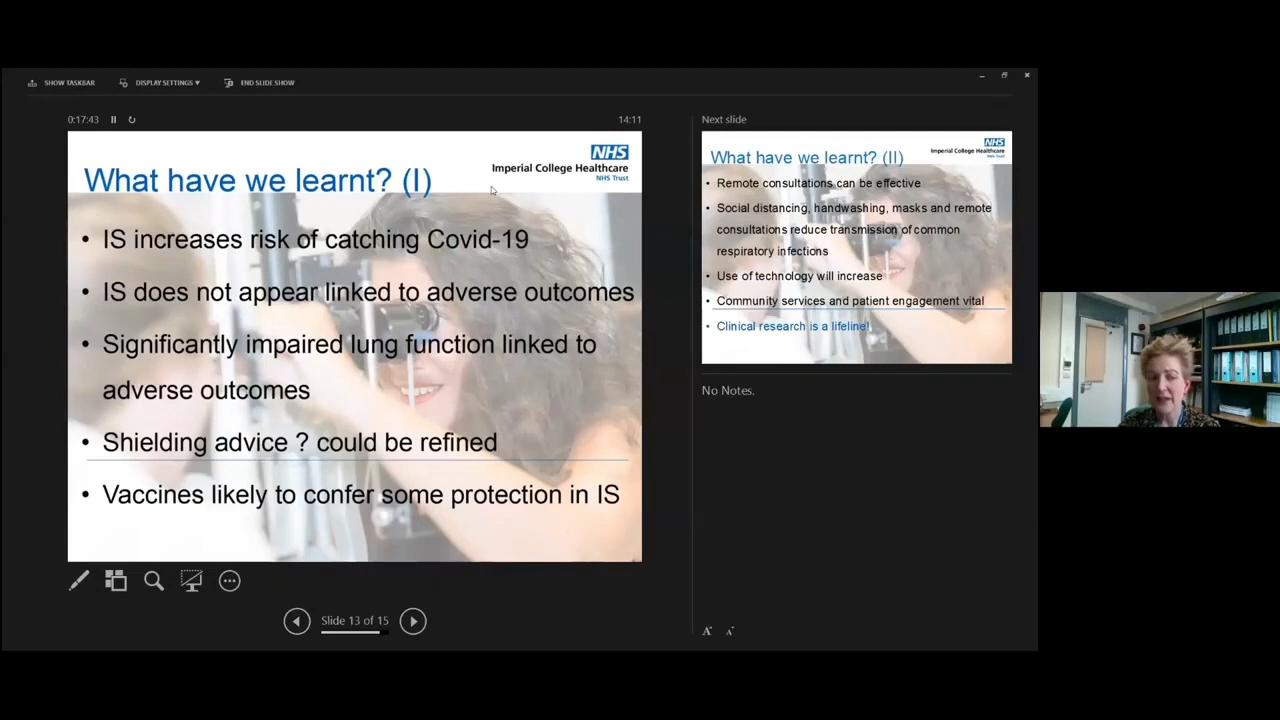 SHOW TASKBAR
DISPLAY SETTINGS ▼
END SLIDE SHOW
0:17:43
14:11
NHS
Imperial College Healthcare
NHS Trust
What have we learnt? (I)
• IS increases risk of catching Covid-19
• IS does not appear linked to adverse outcomes
• Significantly impaired lung function linked to
adverse outcomes
• Shielding advice ? could be refined
• Vaccines likely to confer some protection in IS
Slide 13 of 15
Next slide
NHS
Imperial College Healthcare
NHS Trust
What have we learnt? (II)
• Remote consultations can be effective
• Social distancing, handwashing, masks and remote
consultations reduce transmission of common
respiratory infections
• Use of technology will increase
• Community services and patient engagement vital
• Clinical research is a lifeline!
No Notes.
A A